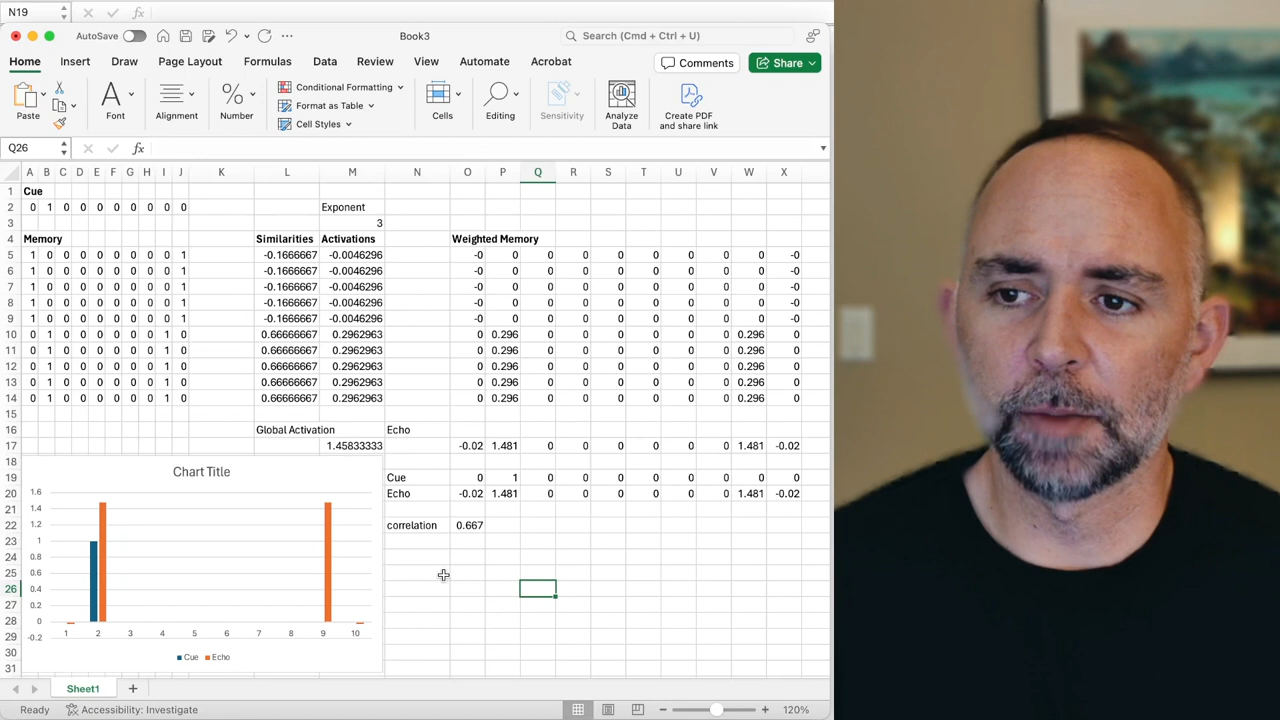 N19 fx
AutoSave Book3 Search (Cmd + Ctrl + U)
Home Insert Draw Page Layout Formulas Data Review View Automate Acrobat Comments Share
Paste Font Alignment Number Conditional Formatting Format as Table Cell Styles Cells Editing Sensitivity Analyze Data Create PDF and share link
Q26 fx
A B C D E F G H I J K L M N O P Q R S T U V W X
1 Cue
2 0 1 0 0 0 0 0 0 0 0 Exponent
3 3
4 Memory Similarities Activations Weighted Memory
5 1 0 0 0 0 0 0 0 0 1 -0.1666667 -0.0046296 -0 0 0 0 0 0 0 0 0 -0
6 1 0 0 0 0 0 0 0 0 1 -0.1666667 -0.0046296 -0 0 0 0 0 0 0 0 0 -0
7 1 0 0 0 0 0 0 0 0 1 -0.1666667 -0.0046296 -0 0 0 0 0 0 0 0 0 -0
8 1 0 0 0 0 0 0 0 0 1 -0.1666667 -0.0046296 -0 0 0 0 0 0 0 0 0 -0
9 1 0 0 0 0 0 0 0 0 1 -0.1666667 -0.0046296 -0 0 0 0 0 0 0 0 0 -0
10 0 1 0 0 0 0 0 0 1 0 0.66666667 0.2962963 0 0.296 0 0 0 0 0 0 0.296 0
11 0 1 0 0 0 0 0 0 1 0 0.66666667 0.2962963 0 0.296 0 0 0 0 0 0 0.296 0
12 0 1 0 0 0 0 0 0 1 0 0.66666667 0.2962963 0 0.296 0 0 0 0 0 0 0.296 0
13 0 1 0 0 0 0 0 0 1 0 0.66666667 0.2962963 0 0.296 0 0 0 0 0 0 0.296 0
14 0 1 0 0 0 0 0 0 1 0 0.66666667 0.2962963 0 0.296 0 0 0 0 0 0 0.296 0
15
16 Global Activation Echo
17 1.45833333 -0.02 1.481 0 0 0 0 0 0 1.481 -0.02
18
19 Cue 0 1 0 0 0 0 0 0 0 0
20 Echo -0.02 1.481 0 0 0 0 0 0 1.481 -0.02
21
22 correlation 0.667
23
24
25
26
27
28
29
30
31
Chart Title
1.6
1.4
1.2
1
0.8
0.6
0.4
0.2
0
-0.2
1 2 3 4 5 6 7 8 9 10
Cue Echo
Sheet1 +
Ready Accessibility: Investigate 120%